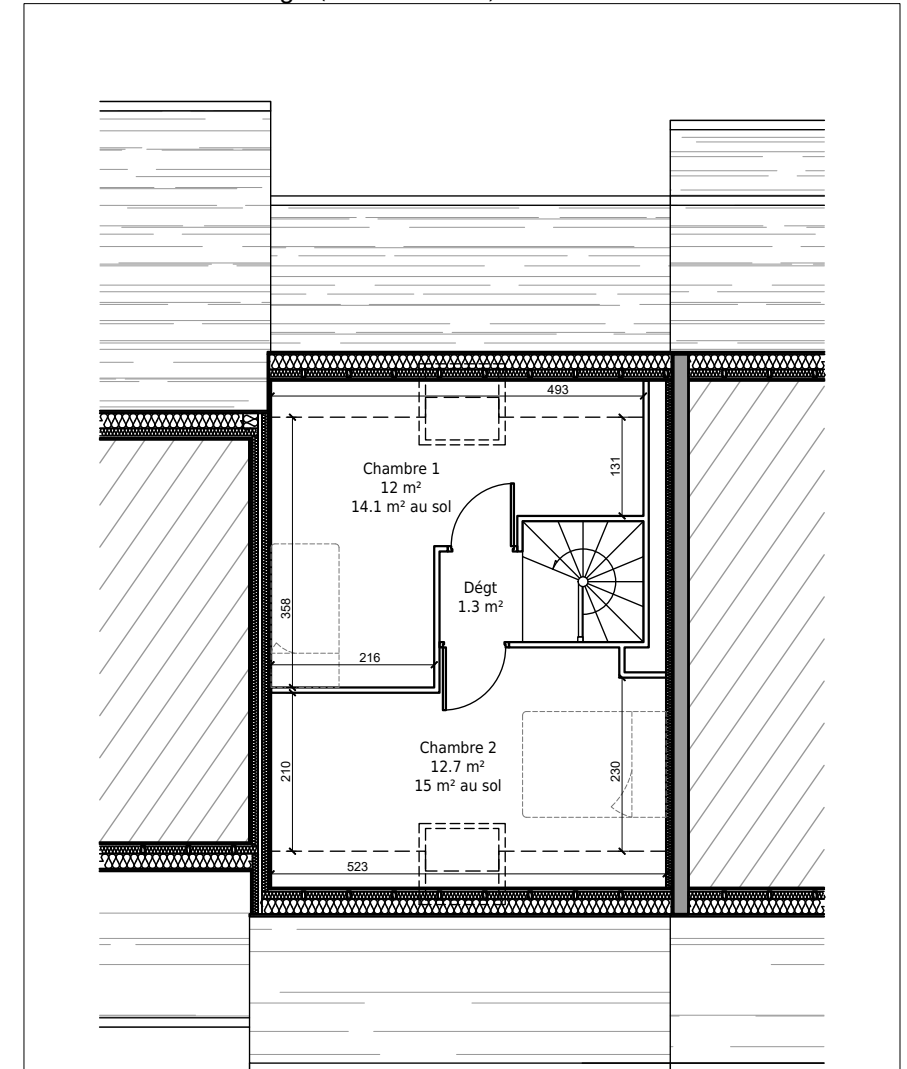 493
Chambre 1
12 m²
14.1 m² au sol
131
Dégt
1.3 m²
358
216
Chambre 2
12.7 m²
15 m² au sol
210
230
523